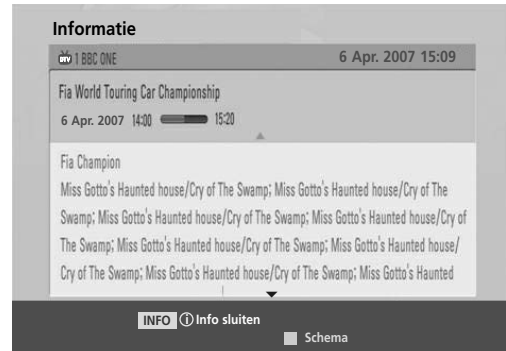 Informatie
DTV 1 BBC ONE 6 Apr. 2007 15:09
Fia World Touring Car Championship
6 Apr. 2007 14:00 15:20
Fia Champion
Miss Gotto's Haunted house/Cry of The Swamp; Miss Gotto's Haunted house/Cry of The
Swamp; Miss Gotto's Haunted house/Cry of The Swamp; Miss Gotto's Haunted house/Cry of
The Swamp; Miss Gotto's Haunted house/Cry of The Swamp; Miss Gotto's Haunted house/
Cry of The Swamp; Miss Gotto's Haunted house/Cry of The Swamp; Miss Gotto's Haunted
INFO i Info sluiten
Schema